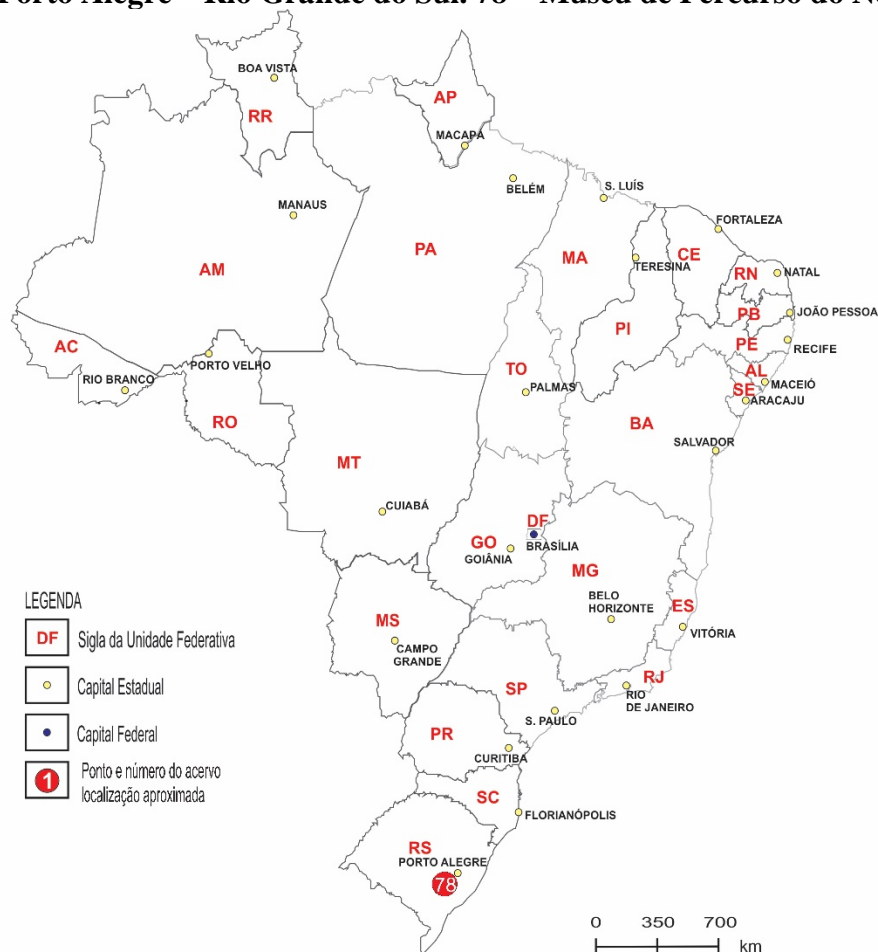 Porto Alegre – Rio Grande do Sul. 78 – Museu de Percurso do
BOA VISTA
AP
RR
MACAPÁ
BELÉM
S. LUÍS
MANAUS
FORTALEZA
PA
MA
CE
TERESINA
AM
RN
NATAL
PB
JOÃO PESSOA
PI
PE
RECIFE
AC
PORTO VELHO
TO
AL
RIO BRANCO
PALMAS
SE
MACEIÓ
ARACAJU
RO
BA
SALVADOR
MT
CUIABÁ
DF
GO
BRASÍLIA
GOIÂNIA
MG
BELO
HORIZONTE
ES
VITÓRIA
MS
CAMPO
GRANDE
RJ
RIO
DE JANEIRO
SP
S. PAULO
PR
CURITIBA
SC
FLORIANÓPOLIS
RS
PORTO ALEGRE
78
LEGENDA
DF Sigla da Unidade Federativa
Capital Estadual
Capital Federal
1 Ponto e número do acervo
localização aproximada
0 350 700
km